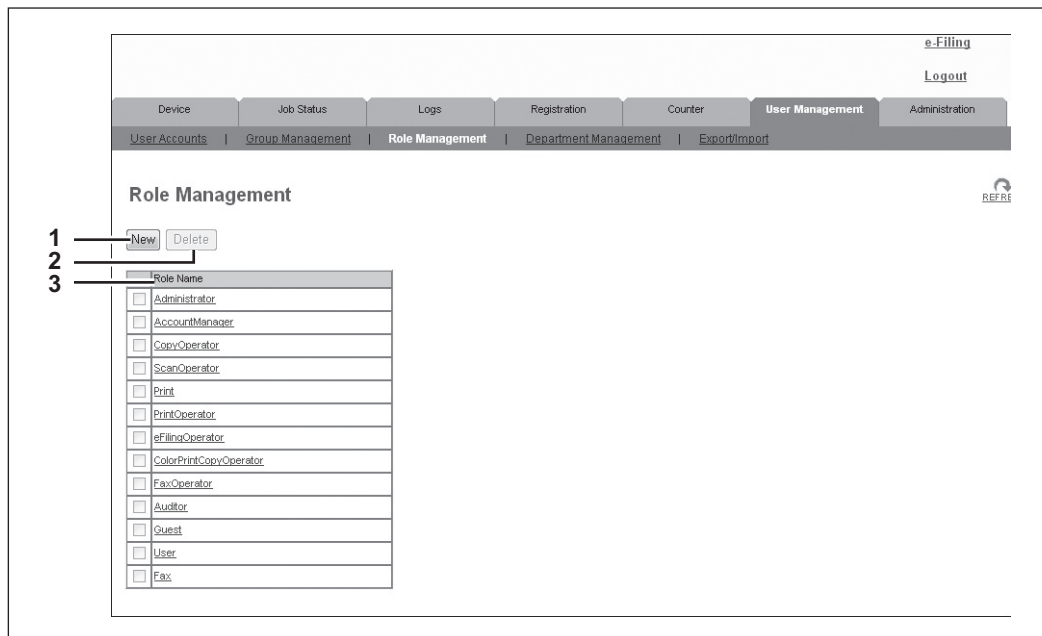 e-Filing
Logout
Device Job Status Logs Registration Counter User Management Administration
User Accounts | Group Management | Role Management | Department Management | Export/Import
Role Management
REFRE
1 New Delete
2
3 Role Name
Administrator
AccountManager
CopyOperator
ScanOperator
Print
PrintOperator
eFilingOperator
ColorPrintCopyOperator
FaxOperator
Auditor
Guest
User
Fax